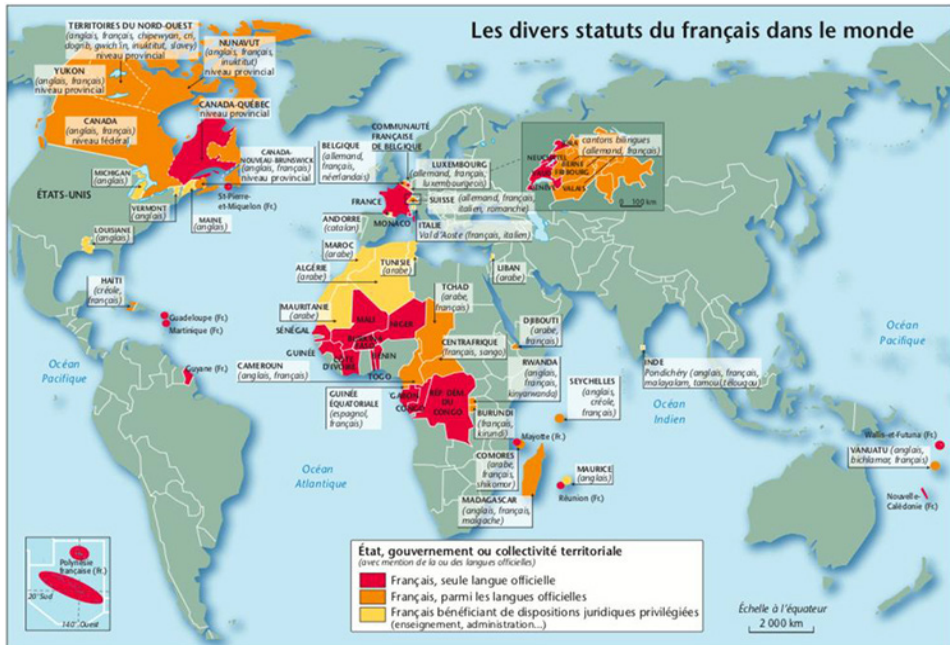 Les divers statuts du français dans le monde
TERRITOIRES DU NORD-OUEST
(anglais, français, chipewyan, cri,
dogrib, gwich'in, inuktitut, slavey)
niveau provincial
NUNAVUT
(anglais, français,
inuktitut)
niveau provincial
YUKON
(anglais, français)
niveau provincial
CANADA-QUÉBEC
niveau provincial
CANADA
(anglais, français)
niveau fédéral
CANADA-
NOUVEAU-BRUNSWICK
(anglais, français)
niveau provincial
MICHIGAN
(anglais)
ÉTATS-UNIS
VERMONT
(anglais)
MAINE
(anglais)
St-Pierre-
et-Miquelon (Fr.)
LOUISIANE
(anglais)
HAÏTI
(créole,
français)
Guadeloupe (Fr.)
Martinique (Fr.)
Guyane (Fr.)
Océan
Pacifique
COMMUNAUTÉ
FRANÇAISE
DE BELGIQUE
BELGIQUE
(allemand,
français,
néerlandais)
LUXEMBOURG
(allemand, français,
luxembourgeois)
FRANCE
SUISSE (allemand, français,
italien, romanche)
MONACO
ANDORRE
(catalan)
ITALIE
Val d'Aoste (français, italien)
cantons bilingues
(allemand, français)
JURA
NEUCHÂTEL
BERNE
FRIBOURG
VAUD
GENÈVE
VALAIS
0 100 km
MAROC
(arabe)
ALGÉRIE
(arabe)
TUNISIE
(arabe)
LIBAN
(arabe)
MAURITANIE
(arabe)
TCHAD
(arabe,
français)
MALI
NIGER
SÉNÉGAL
BURKINA
FASO
GUINÉE
CÔTE
D'IVOIRE
BÉNIN
TOGO
DJIBOUTI
(arabe,
français)
CENTRAFRIQUE
(français, sango)
CAMEROUN
(anglais, français)
RWANDA
(anglais,
français,
kinyarwanda)
GUINÉE
ÉQUATORIALE
(espagnol,
français)
GABON
CONGO
RÉP. DÉM.
DU
CONGO
BURUNDI
(français,
kirundi)
SEYCHELLES
(anglais,
créole,
français)
Mayotte (Fr.)
COMORES
(arabe,
français,
shikomor)
MAURICE
(anglais)
Réunion (Fr.)
MADAGASCAR
(anglais, français,
malgache)
INDE
Pondichéry (anglais, français,
malayalam, tamoul, télougou)
Océan
Indien
Océan
Atlantique
Océan
Pacifique
Wallis-et-Futuna (Fr.)
VANUATU (anglais,
bichlamar, français)
Nouvelle-
Calédonie (Fr.)
Polynésie
française (Fr.)
20° Sud
140° Ouest
État, gouvernement ou collectivité territoriale
(avec mention de la ou des langues officielles)
Français, seule langue officielle
Français, parmi les langues officielles
Français bénéficiant de dispositions juridiques privilégiées
(enseignement, administration...)
Échelle à l'équateur
2 000 km